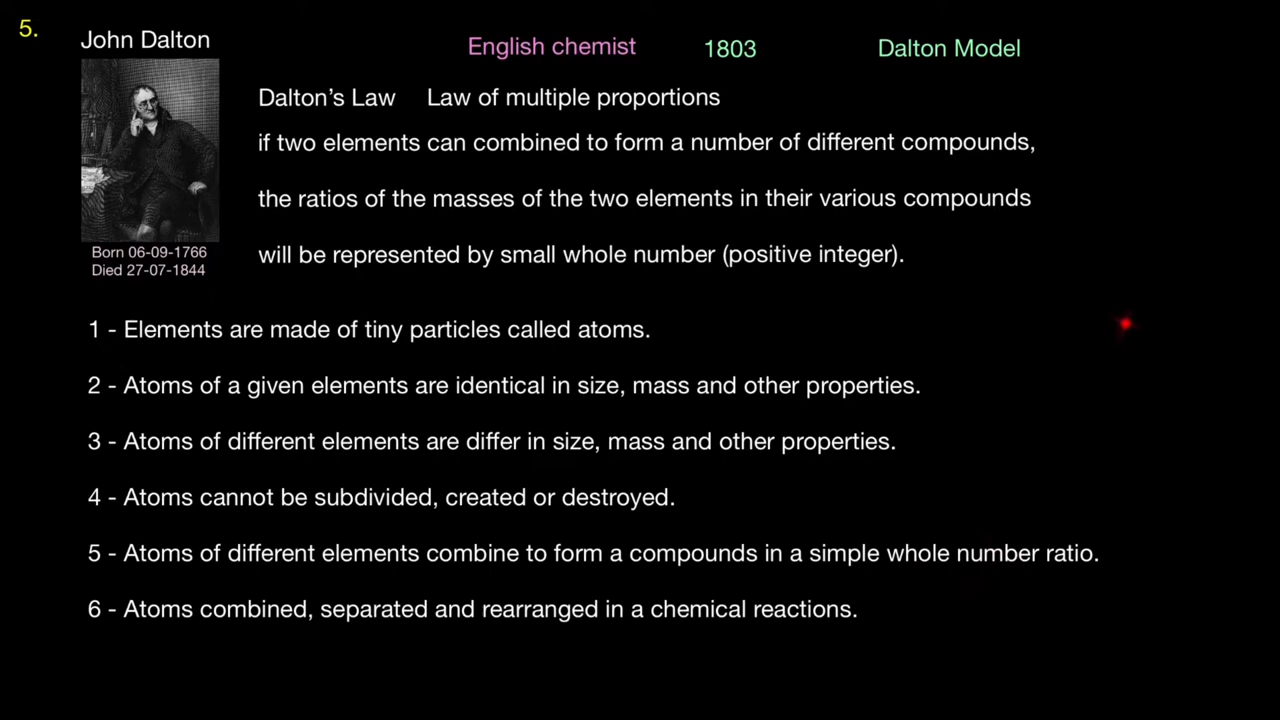 5.
John Dalton
English chemist
1803
Dalton Model
Dalton’s Law
Law of multiple proportions
if two elements can combined to form a number of different compounds,
the ratios of the masses of the two elements in their various compounds
will be represented by small whole number (positive integer).
Born 06-09-1766
Died 27-07-1844
1 - Elements are made of tiny particles called atoms.
2 - Atoms of a given elements are identical in size, mass and other properties.
3 - Atoms of different elements are differ in size, mass and other properties.
4 - Atoms cannot be subdivided, created or destroyed.
5 - Atoms of different elements combine to form a compounds in a simple whole number ratio.
6 - Atoms combined, separated and rearranged in a chemical reactions.